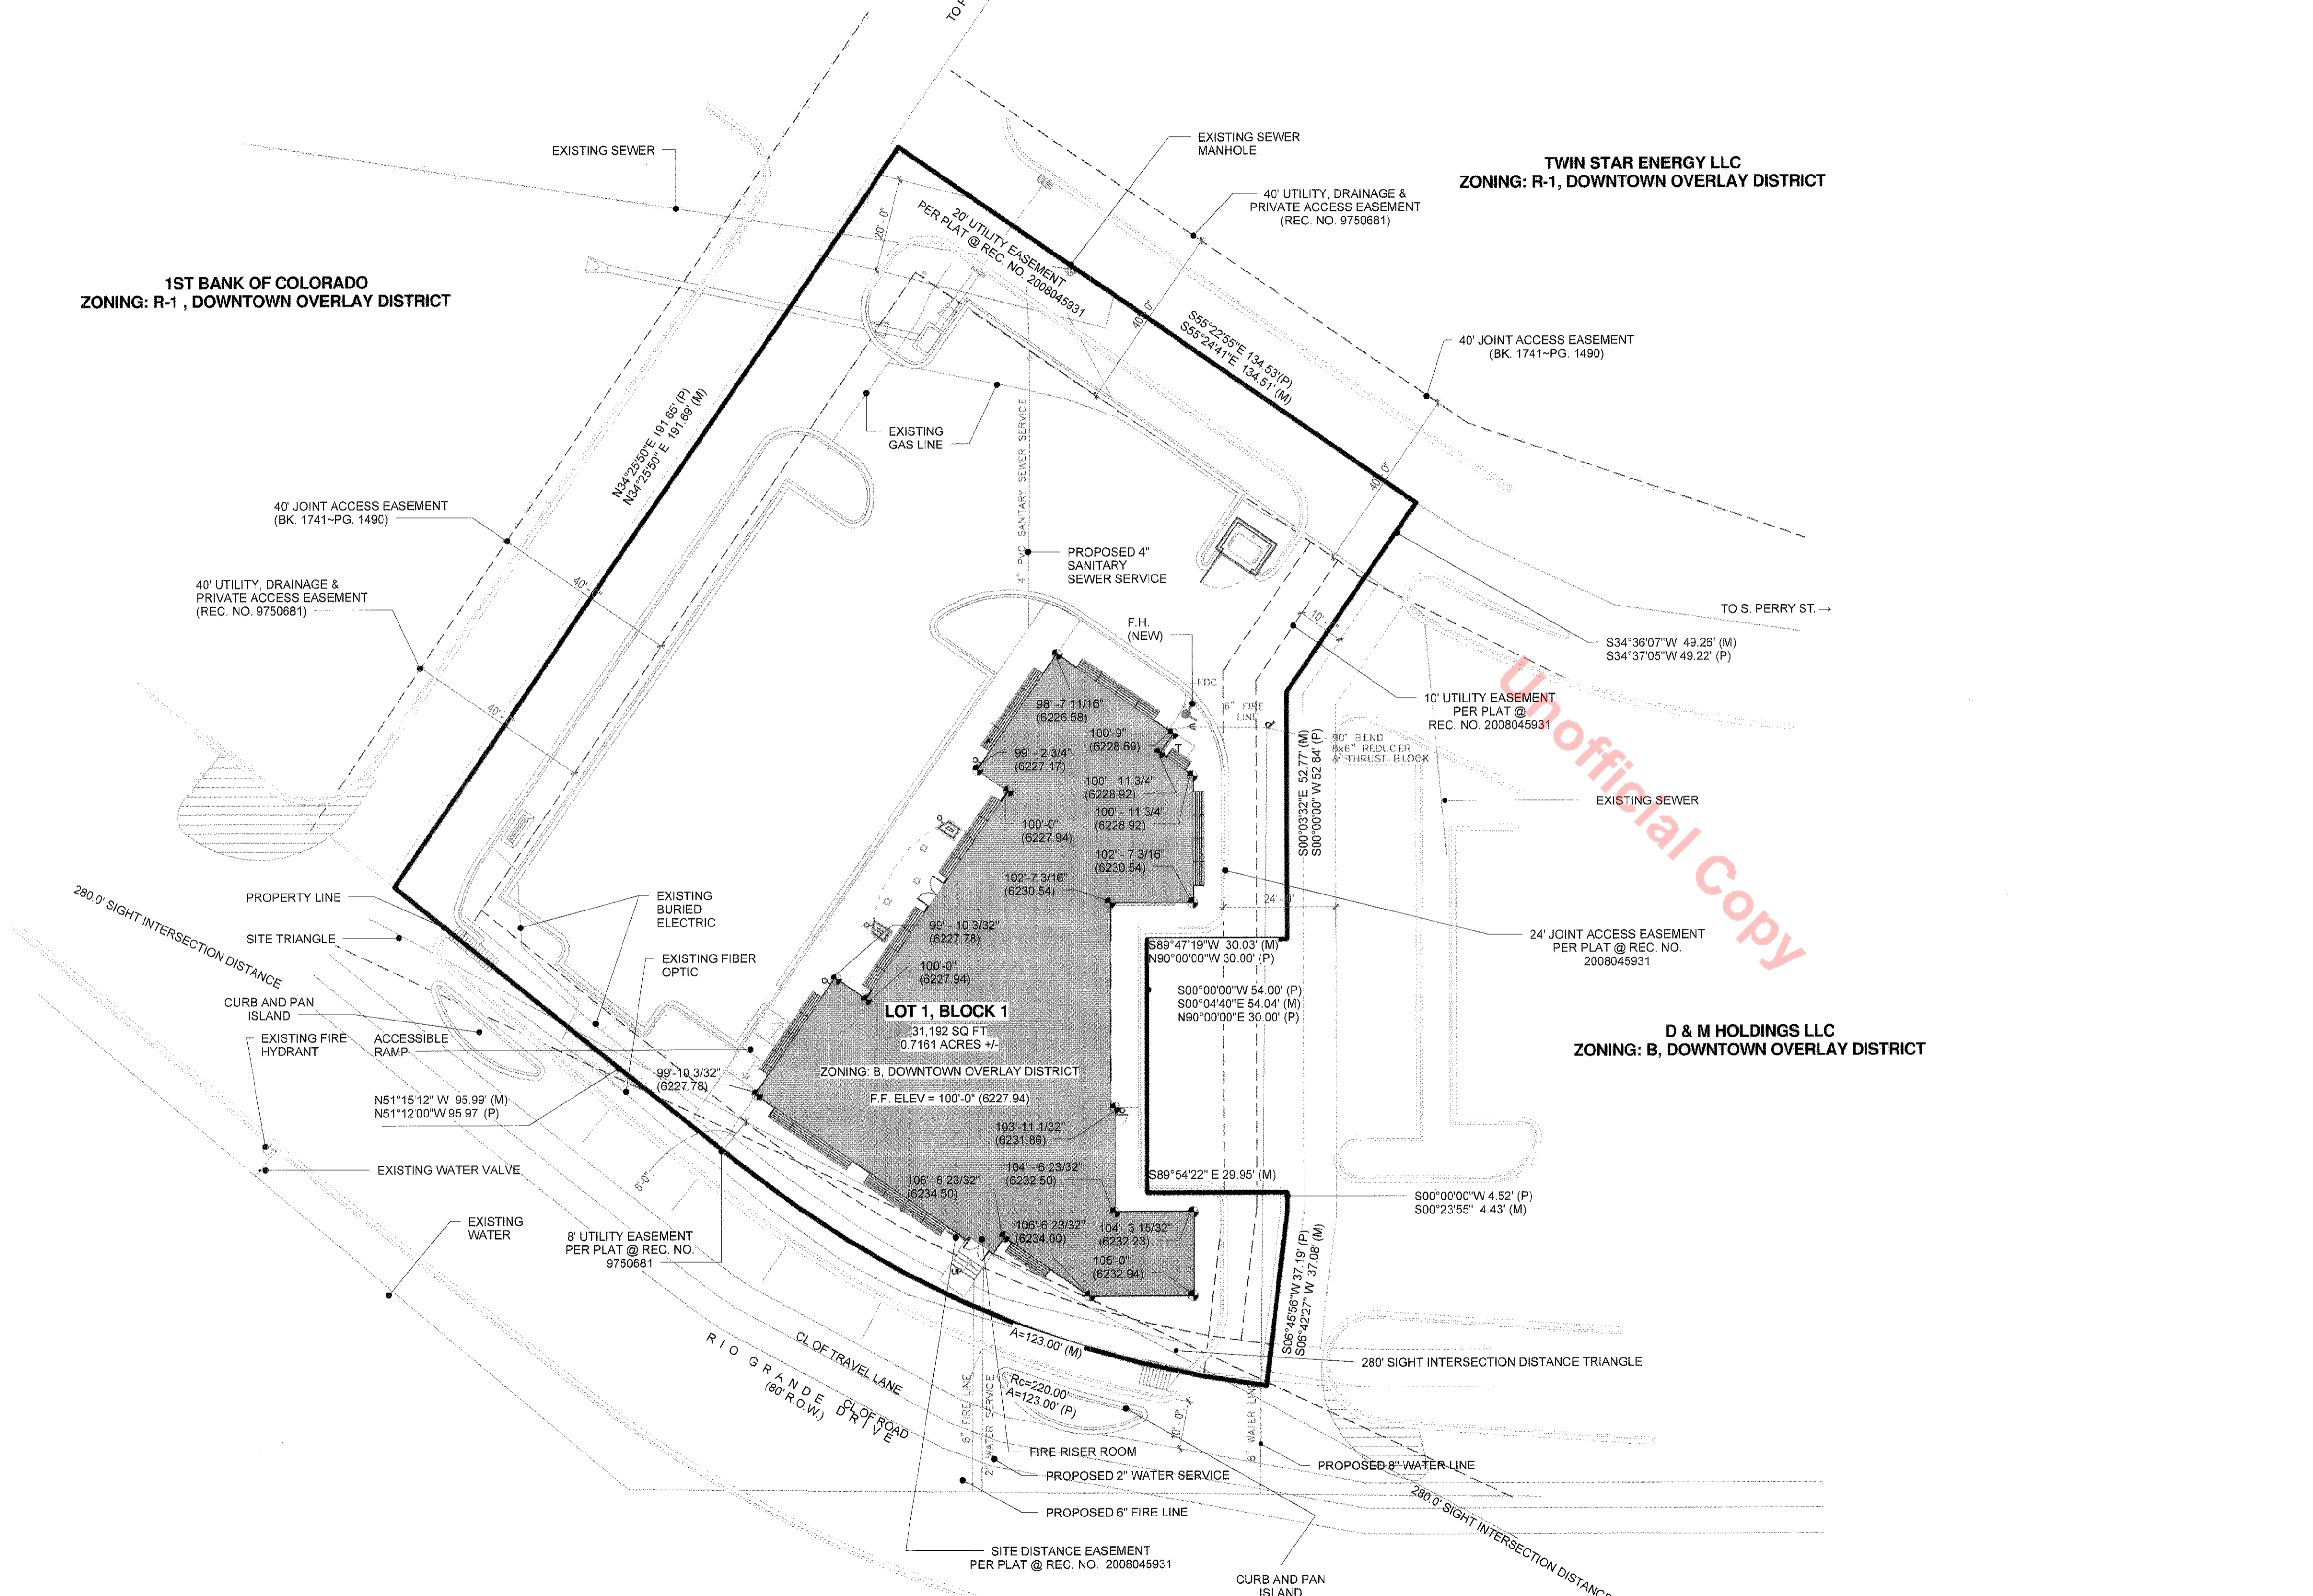 TO P
EXISTING SEWER
EXISTING SEWER
MANHOLE
TWIN STAR ENERGY LLC
ZONING: R-1, DOWNTOWN OVERLAY DISTRICT
40' UTILITY, DRAINAGE &
PRIVATE ACCESS EASEMENT
(REC. NO. 9750681)
20' - 0"
20' UTILITY EASEMENT
PER PLAT @ REC. NO. 2008045931
1ST BANK OF COLORADO
ZONING: R-1 , DOWNTOWN OVERLAY DISTRICT
S55°22'55"E 134.53'(P)
S55°24'41"E 134.51' (M)
40' JOINT ACCESS EASEMENT
(BK. 1741~PG. 1490)
N34°25'50"E 191.65' (P)
N34°25'50" E 191.69' (M)
EXISTING
GAS LINE
4" PVC SANITARY SEWER SERVICE
40' JOINT ACCESS EASEMENT
(BK. 1741~PG. 1490)
PROPOSED 4"
SANITARY
SEWER SERVICE
40' UTILITY, DRAINAGE &
PRIVATE ACCESS EASEMENT
(REC. NO. 9750681)
TO S. PERRY ST. →
F.H.
(NEW)
S34°36'07"W 49.26' (M)
S34°37'05"W 49.22' (P)
FDC
6" FIRE
LINE
10' UTILITY EASEMENT
PER PLAT @
REC. NO. 2008045931
98' -7 11/16"
(6226.58)
100'-9"
(6228.69)
T
90° BEND
8x6" REDUCER
& THRUST BLOCK
99' - 2 3/4"
(6227.17)
100' - 11 3/4"
(6228.92)
100' - 11 3/4"
(6228.92)
100'-0"
(6227.94)
S00°03'32"E 52.77' (M)
S00°00'00" W 52.84' (P)
EXISTING SEWER
102' - 7 3/16"
(6230.54)
102'-7 3/16"
(6230.54)
24' - 0"
280.0' SIGHT INTERSECTION DISTANCE
PROPERTY LINE
SITE TRIANGLE
EXISTING
BURIED
ELECTRIC
99' - 10 3/32"
(6227.78)
S89°47'19"W 30.03' (M)
N90°00'00"W 30.00' (P)
24' JOINT ACCESS EASEMENT
PER PLAT @ REC. NO.
2008045931
EXISTING FIBER
OPTIC
100'-0"
(6227.94)
S00°00'00"W 54.00' (P)
S00°04'40"E 54.04' (M)
N90°00'00"E 30.00' (P)
CURB AND PAN
ISLAND
LOT 1, BLOCK 1
31,192 SQ FT
0.7161 ACRES +/-
D & M HOLDINGS LLC
ZONING: B, DOWNTOWN OVERLAY DISTRICT
EXISTING FIRE
HYDRANT
ACCESSIBLE
RAMP
99'-10 3/32"
(6227.78)
ZONING: B, DOWNTOWN OVERLAY DISTRICT
F.F. ELEV = 100'-0" (6227.94)
N51°15'12" W 95.99' (M)
N51°12'00"W 95.97' (P)
103'-11 1/32"
(6231.86)
EXISTING WATER VALVE
8'-0"
104' - 6 23/32"
(6232.50)
S89°54'22" E 29.95' (M)
106'- 6 23/32"
(6234.50)
S00°00'00"W 4.52' (P)
S00°23'55" 4.43' (M)
EXISTING
WATER
8' UTILITY EASEMENT
PER PLAT @ REC. NO.
9750681
106'-6 23/32"
(6234.00)
104'- 3 15/32"
(6232.23)
105'-0"
(6232.94)
UP
S06°45'56"W 37.19' (P)
S06°42'27" W 37.08' (M)
A=123.00' (M)
280' SIGHT INTERSECTION DISTANCE TRIANGLE
CL OF TRAVEL LANE
RIO GRANDE DRIVE
(80' R.O.W.)
CL OF ROAD
Rc=220.00'
A=123.00' (P)
6" FIRE LINE
2" WATER SERVICE
10' - 0"
8" WATER LINE
FIRE RISER ROOM
PROPOSED 2" WATER SERVICE
PROPOSED 8" WATER LINE
PROPOSED 6" FIRE LINE
280.0' SIGHT INTERSECTION DISTANCE
SITE DISTANCE EASEMENT
PER PLAT @ REC. NO. 2008045931
CURB AND PAN
ISLAND
Unofficial Copy